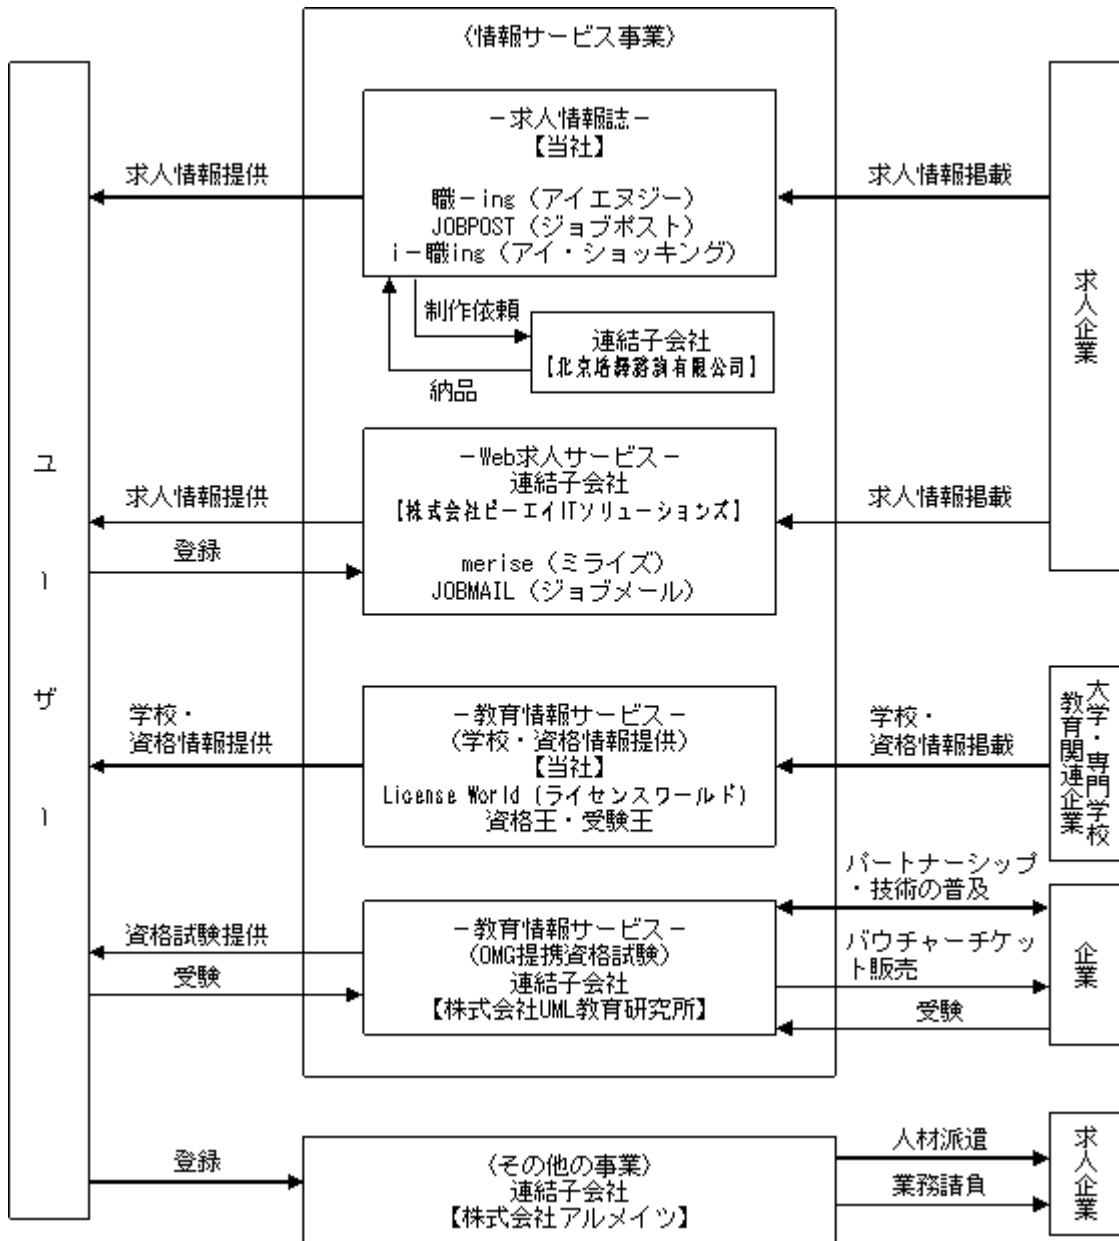 〈情報サービス事業〉
－求人情報誌－
【当社】
職－ing（アイエヌジー）
JOBPOST（ジョブポスト）
i－職ing（アイ・ショッキング）
求人情報提供
求人情報掲載
制作依頼
納品
連結子会社
有限公司】
求人企業
－Web求人サービス－
連結子会社
【株式会社ピーエイITソリューションズ】
merise（ミライズ）
JOBMAIL（ジョブメール）
求人情報提供
登録
求人情報掲載
ユーザー
－教育情報サービス－
(学校・資格情報提供)
【当社】
License World (ライセンスワールド)
資格王・受験王
学校・
資格情報提供
学校・
資格情報掲載
大学・専門学校
教育関連企業
－教育情報サービス－
(OMG提携資格試験)
連結子会社
【株式会社UML教育研究所】
資格試験提供
受験
パートナーシップ
・技術の普及
バウチャーチケッ
ト販売
受験
企業
〈その他の事業〉
連結子会社
【株式会社アルメイツ】
登録
人材派遣
業務請負
求人企業